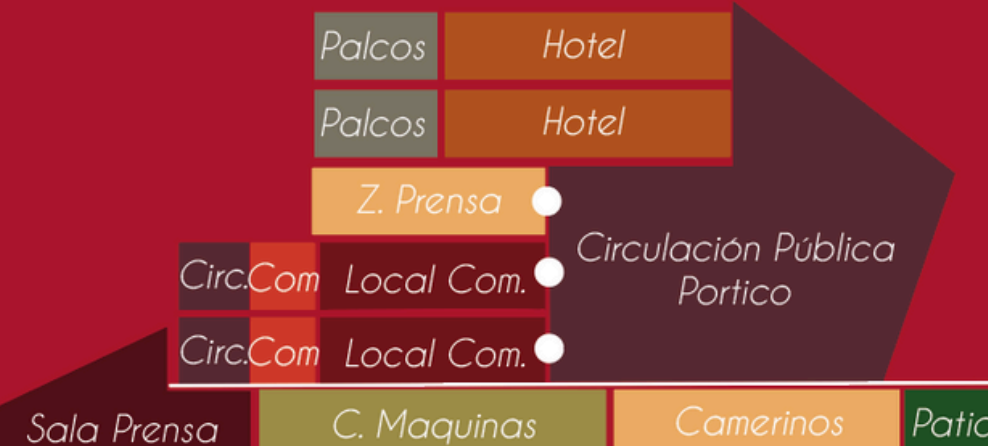 Palcos Hotel
Palcos Hotel
Z. Prensa
Circulación Pública
Portico
Circ. Com Local Com.
Circ. Com Local Com.
Sala Prensa C. Maquinas Camerinos Patio